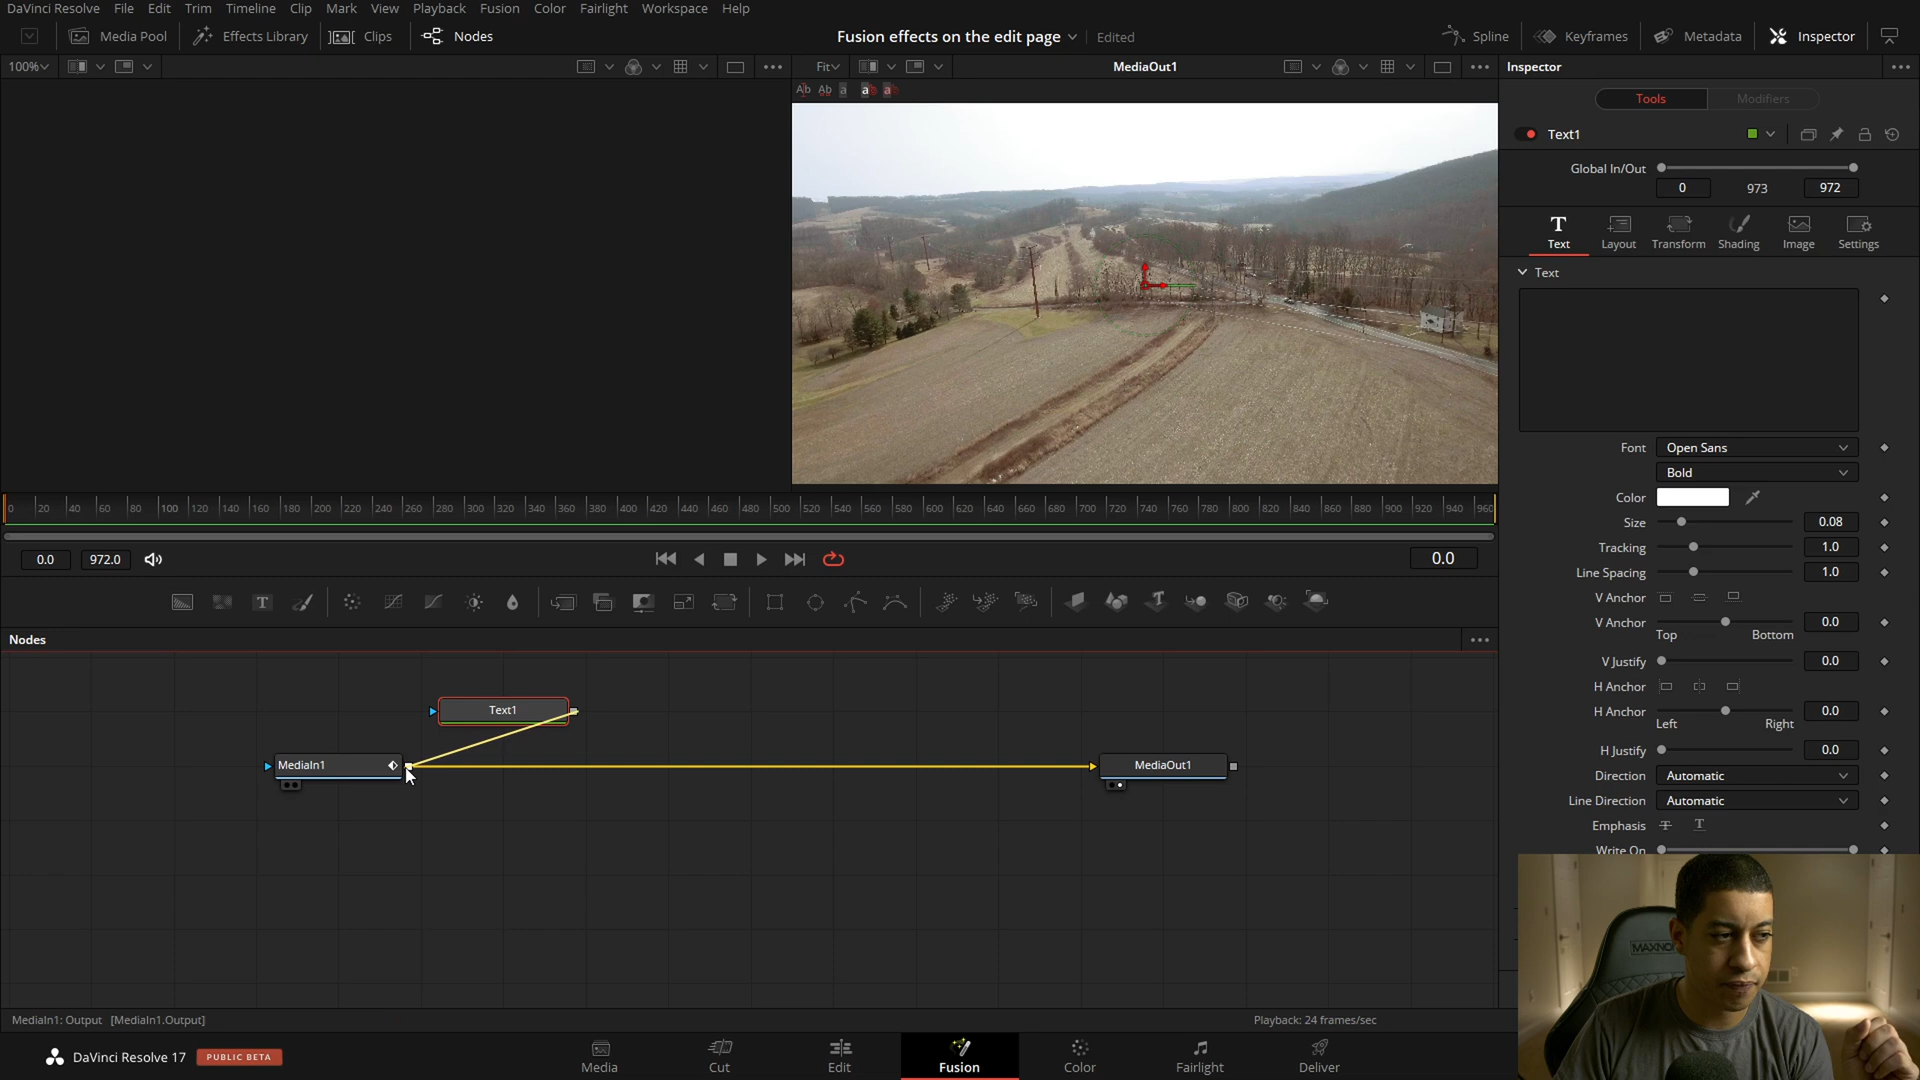 DaVinci Resolve File Edit Trim Timeline Clip Mark View Playback Fusion Color Fairlight Workspace Help
Media Pool Effects Library Clips Nodes Fusion effects on the edit page Edited Spline Keyframes Metadata Inspector
100% Fit MediaOut1 Inspector
Ab Ab a a a
Tools Modifiers
Text1
Global In/Out
0 973 972
Text Layout Transform Shading Image Settings
Text
Font Open Sans
Bold
Color
Size 0.08
Tracking 1.0
Line Spacing 1.0
V Anchor
V Anchor 0.0
Top Bottom
V Justify 0.0
H Anchor
H Anchor 0.0
Left Right
H Justify 0.0
Direction Automatic
Line Direction Automatic
Emphasis
Write On
0 20 40 60 80 100 120 140 160 180 200 220 240 260 280 300 320 340 360 380 400 420 440 460 480 500 520 540 560 580 600 620 640 660 680 700 720 740 760 780 800 820 840 860 880 900 920 940 960
0.0 972.0 0.0
Nodes
Text1
MediaIn1 MediaOut1
MAXNO
MediaIn1: Output [MediaIn1.Output] Playback: 24 frames/sec
DaVinci Resolve 17 PUBLIC BETA Media Cut Edit Fusion Color Fairlight Deliver